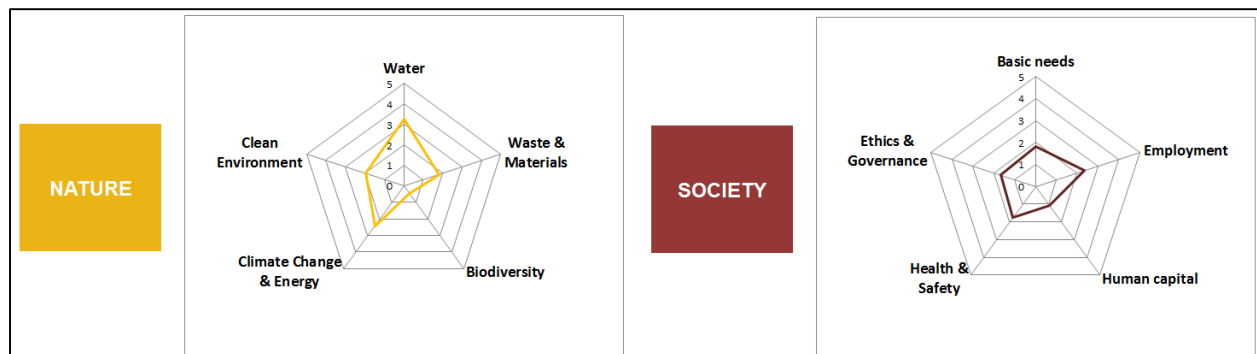 NATURE
Water
5
4
3
2
1
0
Clean
Environment
Waste &
Materials
Climate Change
& Energy
Biodiversity
SOCIETY
Basic needs
5
4
3
2
1
0
Ethics &
Governance
Employment
Health &
Safety
Human capital